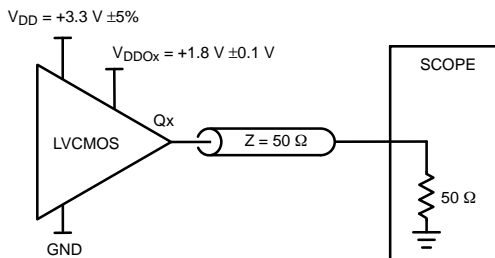 VDD = +3.3 V ±5%
VDDOx = +1.8 V ±0.1 V
SCOPE
Qx
LVCMOS
Z = 50 Ω
50 Ω
GND